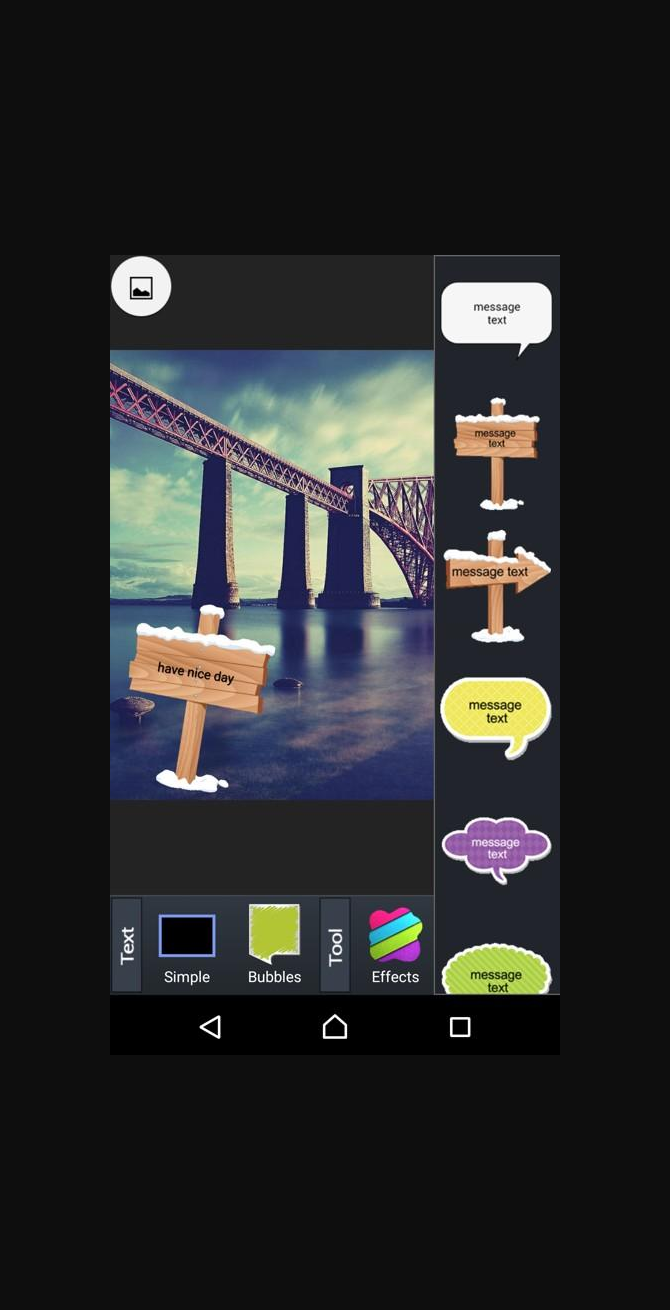 message
text
message
text
message text
have nice day
message
text
message
text
message
text
Text
Simple
Bubbles
Tool
Effects